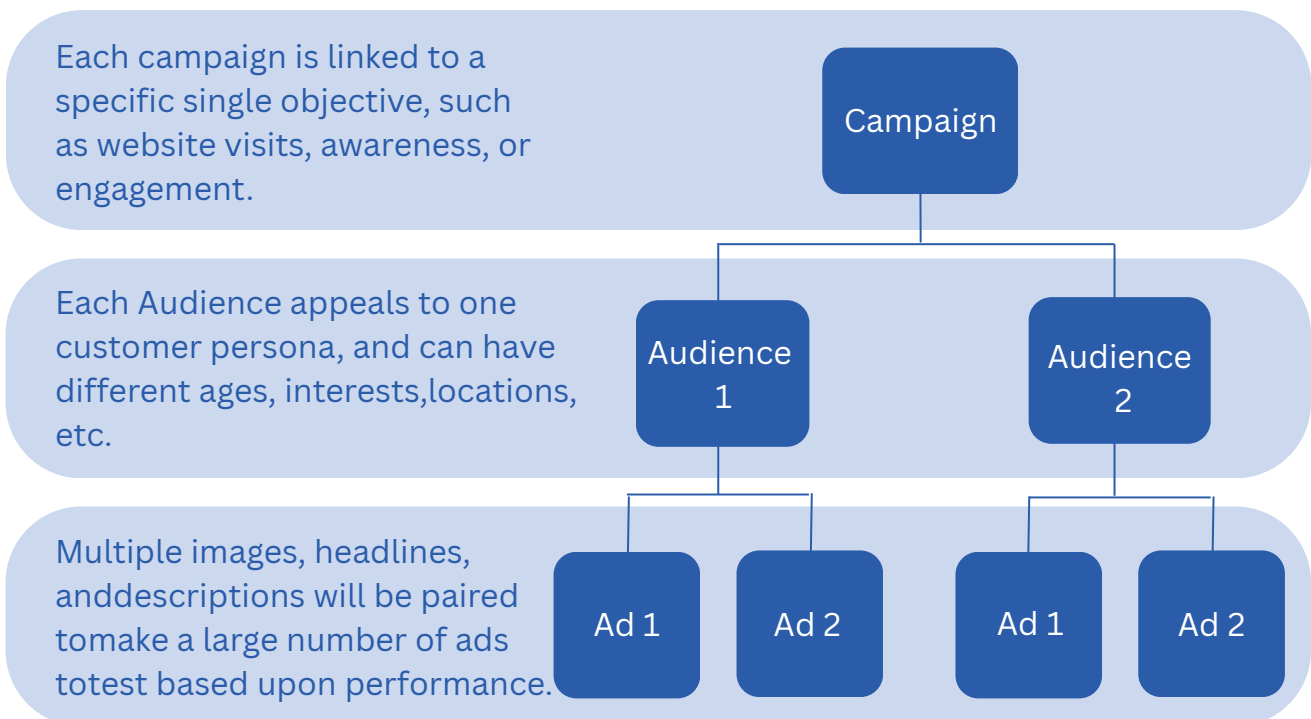 Each campaign is linked to a
specific single objective, such
as website visits, awareness, or
engagement.
Campaign
Each Audience appeals to one
customer persona, and can have
different ages, interests,locations,
etc.
Audience
1
Audience
2
Multiple images, headlines,
anddescriptions will be paired
tomake a large number of ads
totest based upon performance.
Ad 1
Ad 2
Ad 1
Ad 2